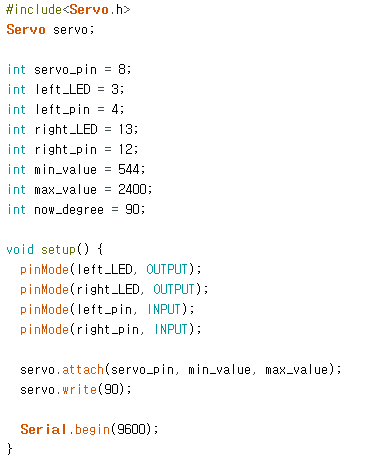 #include<Servo.h>
Servo servo;
int servo_pin = 8;
int left_LED = 3;
int left_pin = 4;
int right_LED = 13;
int right_pin = 12;
int min_value = 544;
int max_value = 2400;
int now_degree = 90;
void setup() {
  pinMode(left_LED, OUTPUT);
  pinMode(right_LED, OUTPUT);
  pinMode(left_pin, INPUT);
  pinMode(right_pin, INPUT);
  servo.attach(servo_pin, min_value, max_value);
  servo.write(90);
  Serial.begin(9600);
}